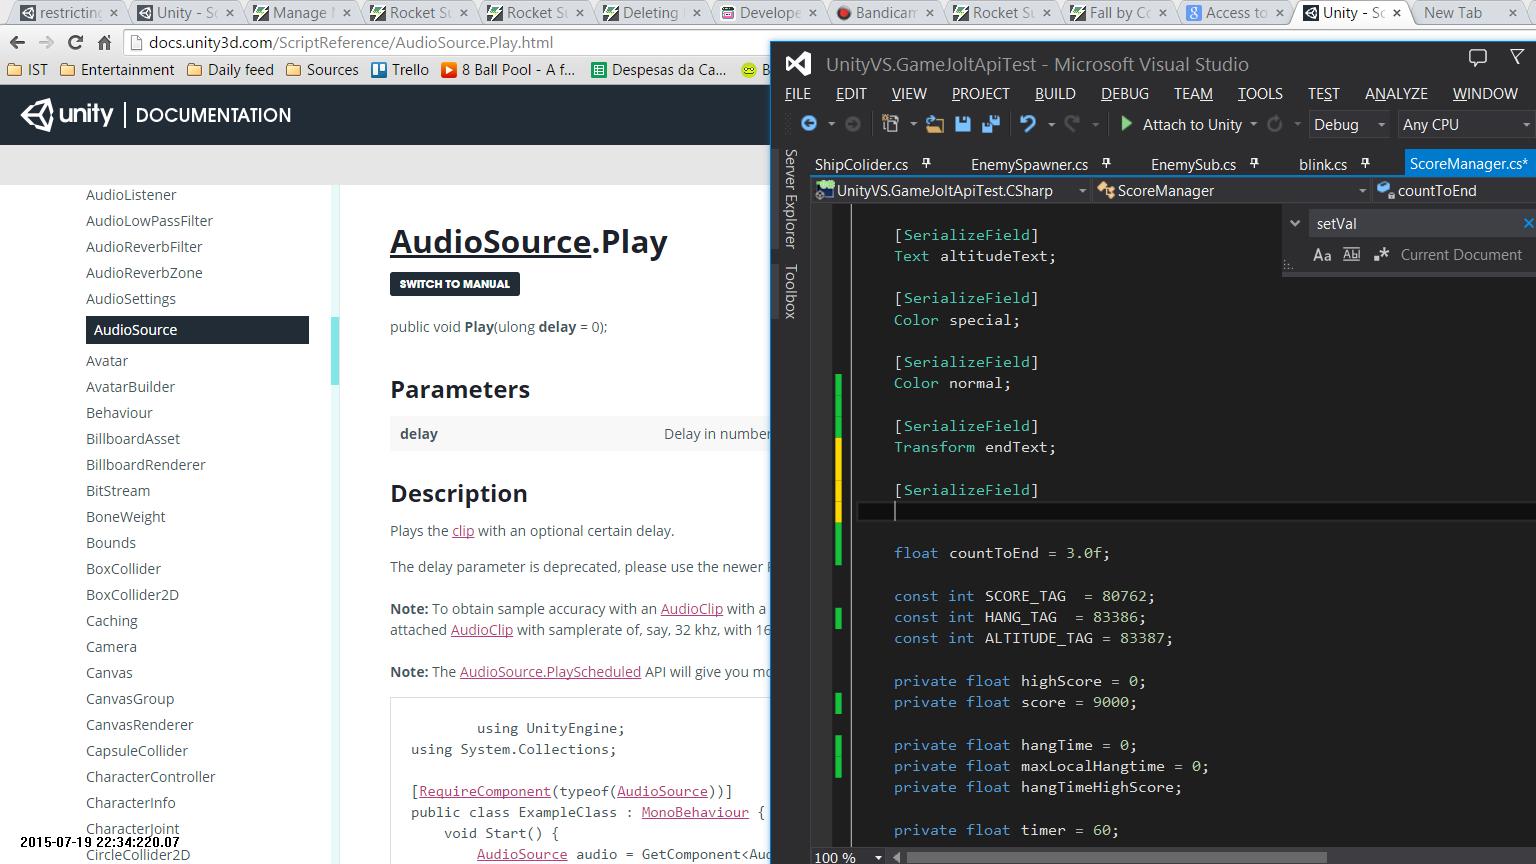 restricting
Unity - Sc
Manage M
Rocket Su
Rocket Su
Deleting
Develope
Bandicam
Rocket Su
Fall by Co
Access to
Unity - Sc
New Tab
docs.unity3d.com/ScriptReference/AudioSource.Play.html
IST
Entertainment
Daily feed
Sources
Trello
8 Ball Pool - A f...
Despesas da Ca...
unity | DOCUMENTATION
AudioListener
AudioLowPassFilter
AudioReverbFilter
AudioReverbZone
AudioSettings
AudioSource
Avatar
AvatarBuilder
Behaviour
BillboardAsset
BillboardRenderer
BitStream
BoneWeight
Bounds
BoxCollider
BoxCollider2D
Caching
Camera
Canvas
CanvasGroup
CanvasRenderer
CapsuleCollider
CharacterController
CharacterInfo
CharacterJoint
CircleCollider2D
2015-07-19 22:34:220.07
AudioSource.Play
SWITCH TO MANUAL
public void Play(ulong delay = 0);
Parameters
delay Delay in number
Description
Plays the clip with an optional certain delay.
The delay parameter is deprecated, please use the newer
Note: To obtain sample accuracy with an AudioClip with a
attached AudioClip with samplerate of, say, 32 khz, with 16
Note: The AudioSource.PlayScheduled API will give you mo
using UnityEngine;
using System.Collections;
[RequireComponent(typeof(AudioSource))]
public class ExampleClass : MonoBehaviour {
void Start() {
AudioSource audio = GetComponent<Aud
UnityVS.GameJoltApiTest - Microsoft Visual Studio
FILE EDIT VIEW PROJECT BUILD DEBUG TEAM TOOLS TEST ANALYZE WINDOW
Attach to Unity Debug Any CPU
Server Explorer
Toolbox
ShipColider.cs EnemySpawner.cs EnemySub.cs blink.cs ScoreManager.cs*
UnityVS.GameJoltApiTest.CSharp ScoreManager countToEnd
setVal
Aa Abl .* Current Document
[SerializeField]
Text altitudeText;
[SerializeField]
Color special;
[SerializeField]
Color normal;
[SerializeField]
Transform endText;
[SerializeField]
float countToEnd = 3.0f;
const int SCORE_TAG = 80762;
const int HANG_TAG = 83386;
const int ALTITUDE_TAG = 83387;
private float highScore = 0;
private float score = 9000;
private float hangTime = 0;
private float maxLocalHangtime = 0;
private float hangTimeHighScore;
private float timer = 60;
100 %